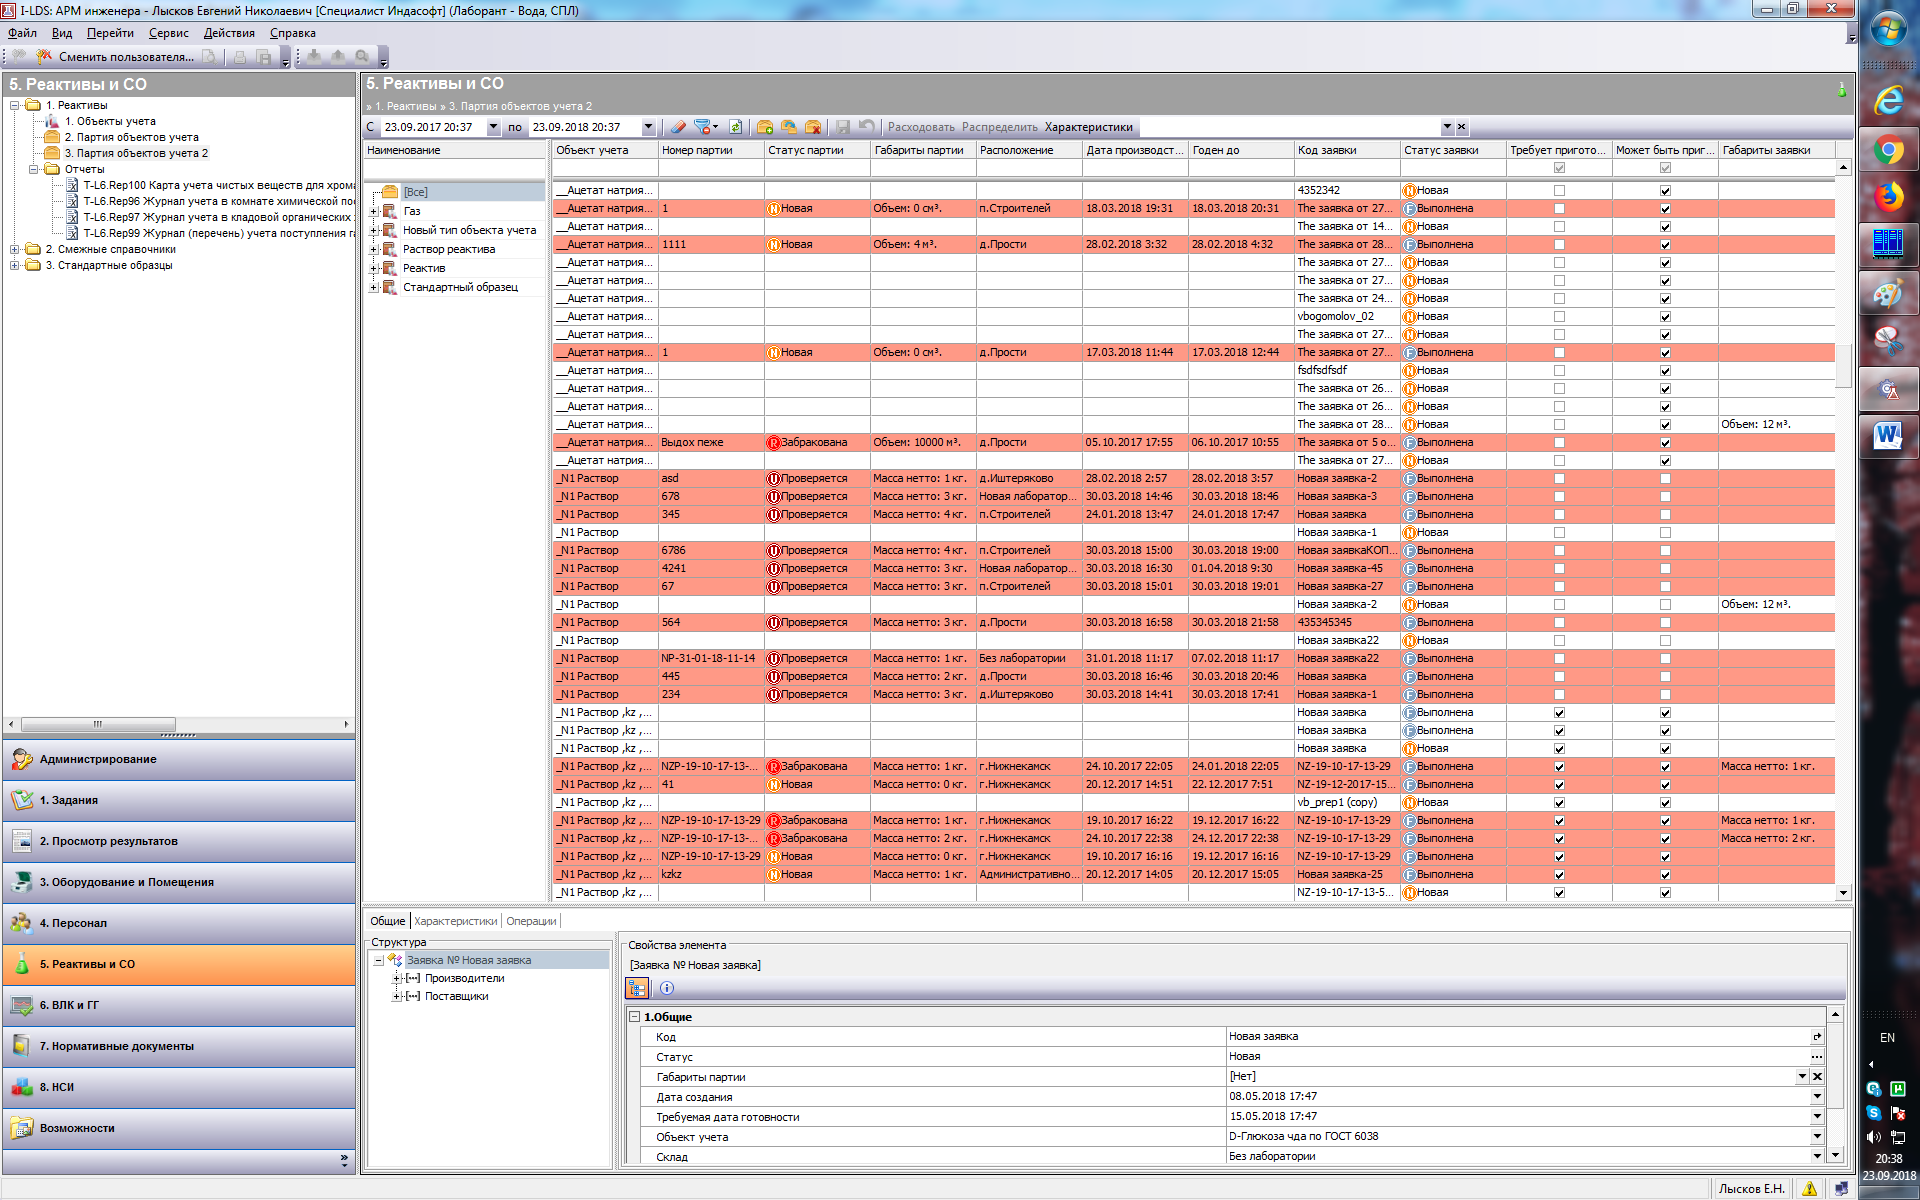 I-LDS: АРМ инженера - Лысков Евгений Николаевич [Специалист Индасофт] (Лаборант - Вода, СПЛ)
Файл Вид Перейти Сервис Действия Справка
Сменить пользователя...
5. Реактивы и СО
1. Реактивы
1. Объекты учета
2. Партия объектов учета
3. Партия объектов учета 2
Отчеты
T-L6.Rep100 Карта учета чистых веществ для хрома
T-L6.Rep96 Журнал учета в комнате химической по
T-L6.Rep97 Журнал учета в кладовой органических
T-L6.Rep99 Журнал (перечень) учета поступления г
2. Смежные справочники
3. Стандартные образцы
Администрирование
1. Задания
2. Просмотр результатов
3. Оборудование и Помещения
4. Персонал
5. Реактивы и СО
6. ВЛК и ГГ
7. Нормативные документы
8. НСИ
Возможности
5. Реактивы и СО
» 1. Реактивы » 3. Партия объектов учета 2
С 23.09.2017 20:37 по 23.09.2018 20:37 Расходовать Распределить Характеристики
Наименование
[Все]
Газ
Новый тип объекта учета
Раствор реактива
Реактив
Стандартный образец
Объект учета Номер партии Статус партии Габариты партии Расположение Дата производст... Годен до Код заявки Статус заявки Требует пригото... Может быть приг... Габариты заявки
__Ацетат натрия... 4352342 Новая
__Ацетат натрия... 1 Новая Объем: 0 см³. п.Строителей 18.03.2018 19:31 18.03.2018 20:31 The заявка от 27... Выполнена
__Ацетат натрия... The заявка от 14... Новая
__Ацетат натрия... 1111 Новая Объем: 4 м³. д.Прости 28.02.2018 3:32 28.02.2018 4:32 The заявка от 28... Выполнена
__Ацетат натрия... The заявка от 27... Новая
__Ацетат натрия... The заявка от 27... Новая
__Ацетат натрия... The заявка от 24... Новая
__Ацетат натрия... vbogomolov_02 Новая
__Ацетат натрия... The заявка от 27... Новая
__Ацетат натрия... 1 Новая Объем: 0 см³. д.Прости 17.03.2018 11:44 17.03.2018 12:44 The заявка от 27... Выполнена
__Ацетат натрия... fsdfsdfsdf Новая
__Ацетат натрия... The заявка от 26... Новая
__Ацетат натрия... The заявка от 26... Новая
__Ацетат натрия... The заявка от 28... Новая Объем: 12 м³.
__Ацетат натрия... Выдох пеже Забракована Объем: 10000 м³. д.Прости 05.10.2017 17:55 06.10.2017 10:55 The заявка от 5 о... Выполнена
__Ацетат натрия... The заявка от 27... Новая
_N1 Раствор asd Проверяется Масса нетто: 1 кг. д.Иштеряково 28.02.2018 2:57 28.02.2018 3:57 Новая заявка-2 Выполнена
_N1 Раствор 678 Проверяется Масса нетто: 3 кг. Новая лаборатор... 30.03.2018 14:46 30.03.2018 18:46 Новая заявка-3 Выполнена
_N1 Раствор 345 Проверяется Масса нетто: 4 кг. п.Строителей 24.01.2018 13:47 24.01.2018 17:47 Новая заявка Выполнена
_N1 Раствор Новая заявка-1 Новая
_N1 Раствор 6786 Проверяется Масса нетто: 4 кг. п.Строителей 30.03.2018 15:00 30.03.2018 19:00 Новая заявкаКОП... Выполнена
_N1 Раствор 4241 Проверяется Масса нетто: 3 кг. Новая лаборатор... 30.03.2018 16:30 01.04.2018 9:30 Новая заявка-45 Выполнена
_N1 Раствор 67 Проверяется Масса нетто: 3 кг. п.Строителей 30.03.2018 15:01 30.03.2018 19:01 Новая заявка-27 Выполнена
_N1 Раствор Новая заявка-2 Новая Объем: 12 м³.
_N1 Раствор 564 Проверяется Масса нетто: 3 кг. д.Прости 30.03.2018 16:58 30.03.2018 21:58 435345345 Выполнена
_N1 Раствор Новая заявка22 Новая
_N1 Раствор NP-31-01-18-11-14 Проверяется Масса нетто: 1 кг. Без лаборатории 31.01.2018 11:17 07.02.2018 11:17 Новая заявка22 Выполнена
_N1 Раствор 445 Проверяется Масса нетто: 2 кг. д.Прости 30.03.2018 16:46 30.03.2018 20:46 Новая заявка Выполнена
_N1 Раствор 234 Проверяется Масса нетто: 3 кг. д.Иштеряково 30.03.2018 14:41 30.03.2018 17:41 Новая заявка-1 Выполнена
_N1 Раствор ,kz ,... Новая заявка Выполнена
_N1 Раствор ,kz ,... Новая заявка Выполнена
_N1 Раствор ,kz ,... Новая заявка Новая
_N1 Раствор ,kz ,... NZP-19-10-17-13-... Забракована Масса нетто: 1 кг. г.Нижнекамск 24.10.2017 22:05 24.01.2018 22:05 NZ-19-10-17-13-29 Выполнена Масса нетто: 1 кг.
_N1 Раствор ,kz ,... 41 Новая Масса нетто: 0 кг. г.Нижнекамск 20.12.2017 14:51 22.12.2017 7:51 NZ-19-12-2017-15... Выполнена
_N1 Раствор ,kz ,... vb_prep1 (copy) Новая
_N1 Раствор ,kz ,... NZP-19-10-17-13-29 Забракована Масса нетто: 1 кг. г.Нижнекамск 19.10.2017 16:22 19.12.2017 16:22 NZ-19-10-17-13-29 Выполнена Масса нетто: 1 кг.
_N1 Раствор ,kz ,... NZP-19-10-17-13-... Забракована Масса нетто: 2 кг. г.Нижнекамск 24.10.2017 22:38 24.12.2017 22:38 NZ-19-10-17-13-29 Выполнена Масса нетто: 2 кг.
_N1 Раствор ,kz ,... NZP-19-10-17-13-29 Новая Масса нетто: 0 кг. г.Нижнекамск 19.10.2017 16:16 19.12.2017 16:16 NZ-19-10-17-13-29 Выполнена
_N1 Раствор ,kz ,... kzkz Новая Масса нетто: 1 кг. Административно... 20.12.2017 14:05 20.12.2017 15:05 Новая заявка-25 Выполнена
_N1 Раствор ,kz ,... NZ-19-10-17-13-5... Новая
Общие Характеристики Операции
Структура
Заявка № Новая заявка
Производители
Поставщики
Свойства элемента
[Заявка № Новая заявка]
1.Общие
Код Новая заявка
Статус Новая
Габариты партии [Нет]
Дата создания 08.05.2018 17:47
Требуемая дата готовности 15.05.2018 17:47
Объект учета D-Глюкоза чда по ГОСТ 6038
Склад Без лаборатории
Лысков Е.Н.
EN
20:38
23.09.2018